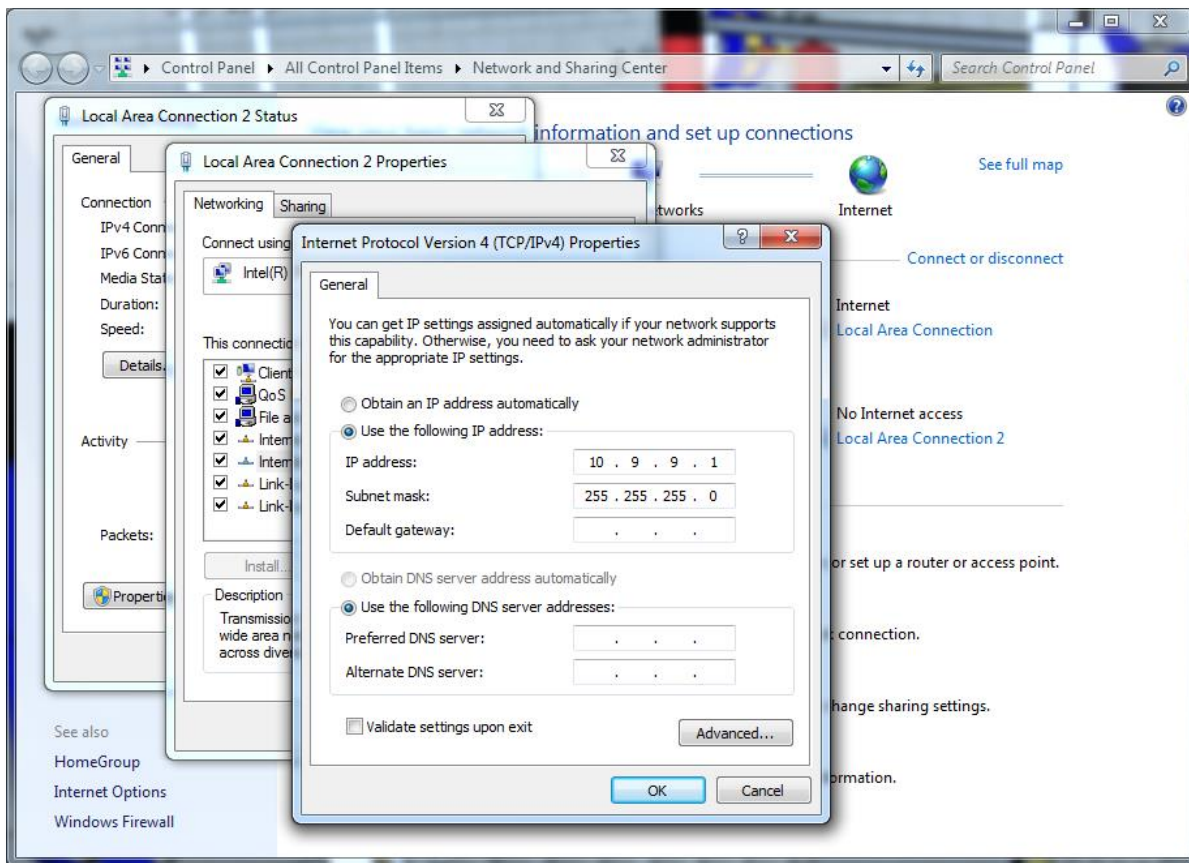 Control Panel ▸ All Control Panel Items ▸ Network and Sharing Center
Search Control Panel
Local Area Connection 2 Status
General
Connection
IPv4 Conn
IPv6 Conn
Media Stat
Duration:
Speed:
Details.
Activity
Packets:
Properti
Local Area Connection 2 Properties
Networking
Sharing
Connect using
Intel(R)
This connectio
Client
QoS
File a
Intern
Intern
Link-l
Link-l
Install...
Description
Transmissio
wide area n
across diver
Internet Protocol Version 4 (TCP/IPv4) Properties
General
You can get IP settings assigned automatically if your network supports
this capability. Otherwise, you need to ask your network administrator
for the appropriate IP settings.
Obtain an IP address automatically
Use the following IP address:
IP address: 10 . 9 . 9 . 1
Subnet mask: 255 . 255 . 255 . 0
Default gateway: . . .
Obtain DNS server address automatically
Use the following DNS server addresses:
Preferred DNS server: . . .
Alternate DNS server: . . .
Validate settings upon exit
Advanced...
OK
Cancel
information and set up connections
See full map
tworks
Internet
Connect or disconnect
Internet
Local Area Connection
No Internet access
Local Area Connection 2
or set up a router or access point.
connection.
hange sharing settings.
ormation.
See also
HomeGroup
Internet Options
Windows Firewall